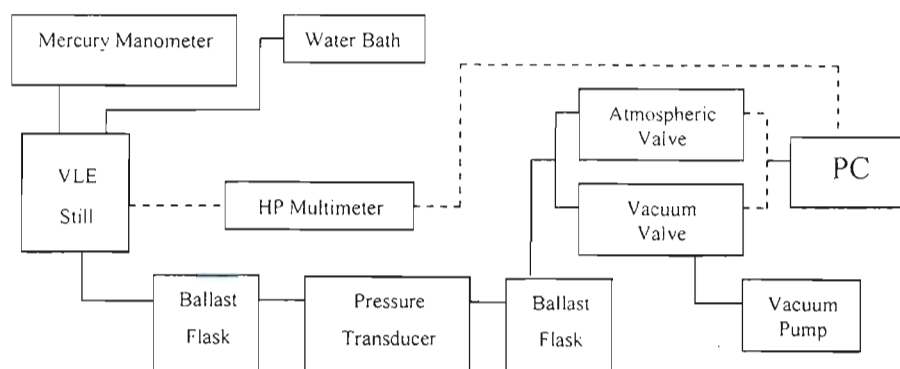 Mercury Manometer
Water Bath
Atmospheric
Valve
PC
VLE
Still
HP Multimeter
Vacuum
Valve
Ballast
Flask
Pressure
Transducer
Ballast
Flask
Vacuum
Pump